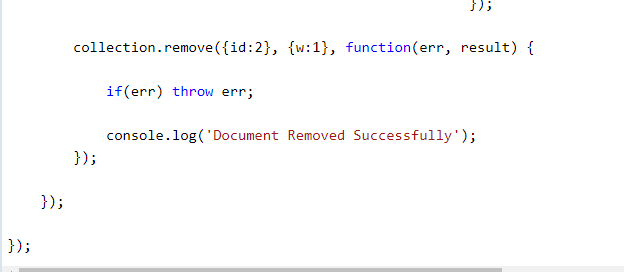 });
collection.remove({id:2}, {w:1}, function(err, result) {
if(err) throw err;
console.log('Document Removed Successfully');
});
});
});